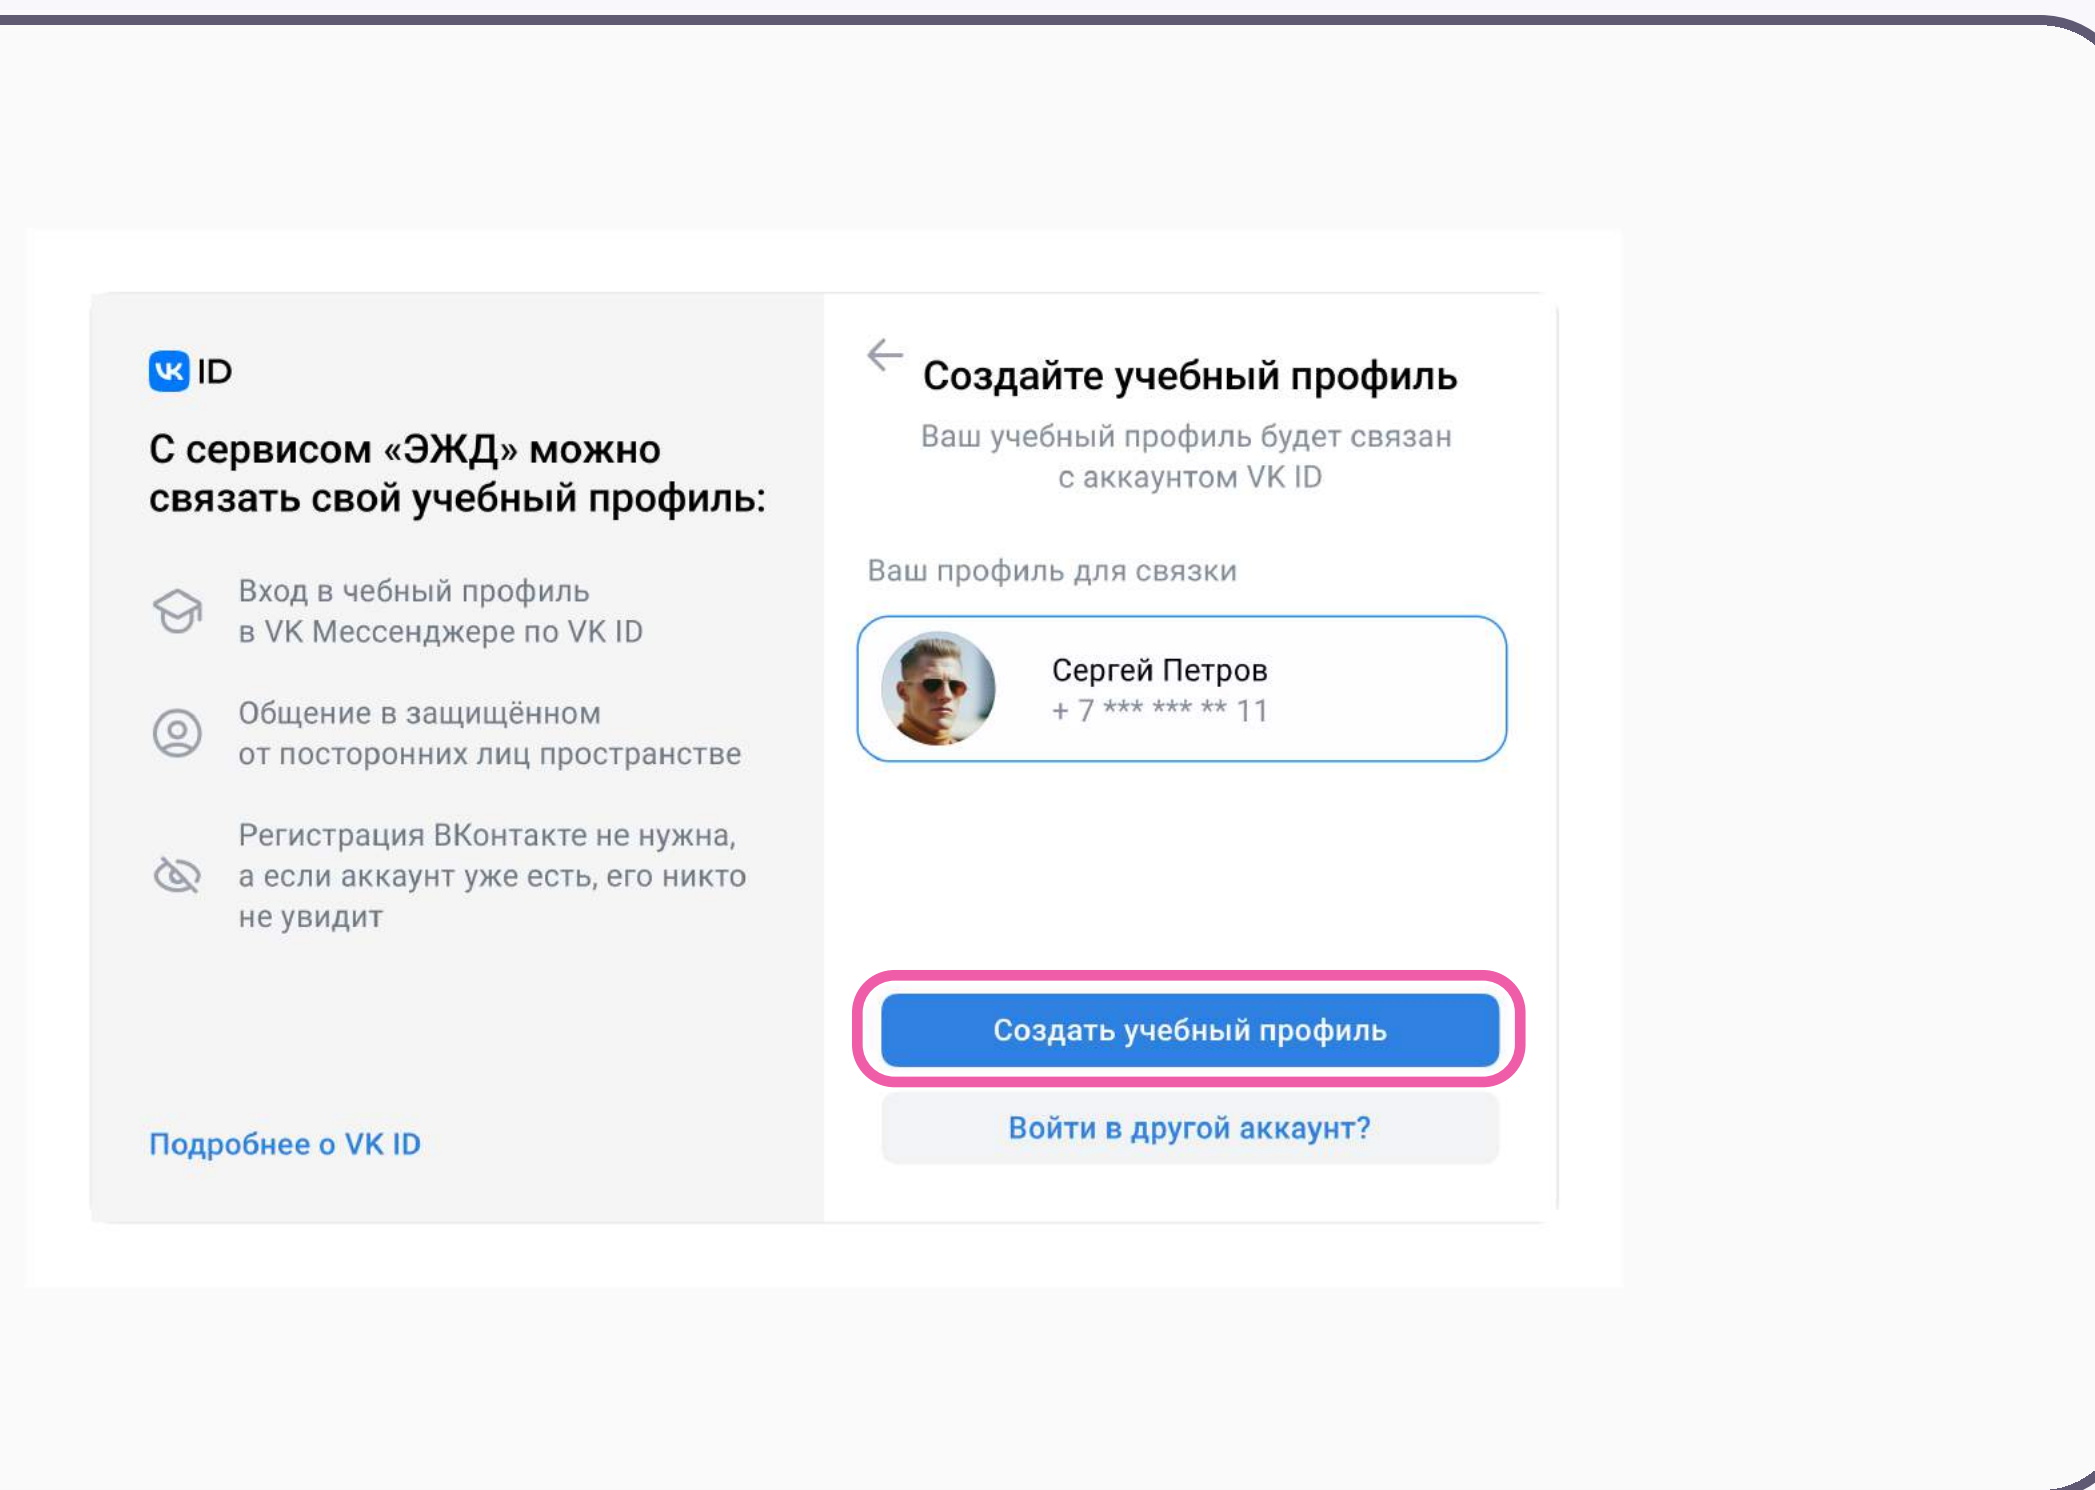 VK ID
С сервисом «ЭЖД» можно
связать свой учебный профиль:
Вход в чебный профиль
в VK Мессенджере по VK ID
Общение в защищённом
от посторонних лиц пространстве
Регистрация ВКонтакте не нужна,
а если аккаунт уже есть, его никто
не увидит
Подробнее о VK ID
Создайте учебный профиль
Ваш учебный профиль будет связан
с аккаунтом VK ID
Ваш профиль для связки
Сергей Петров
+ 7 *** *** ** 11
Создать учебный профиль
Войти в другой аккаунт?